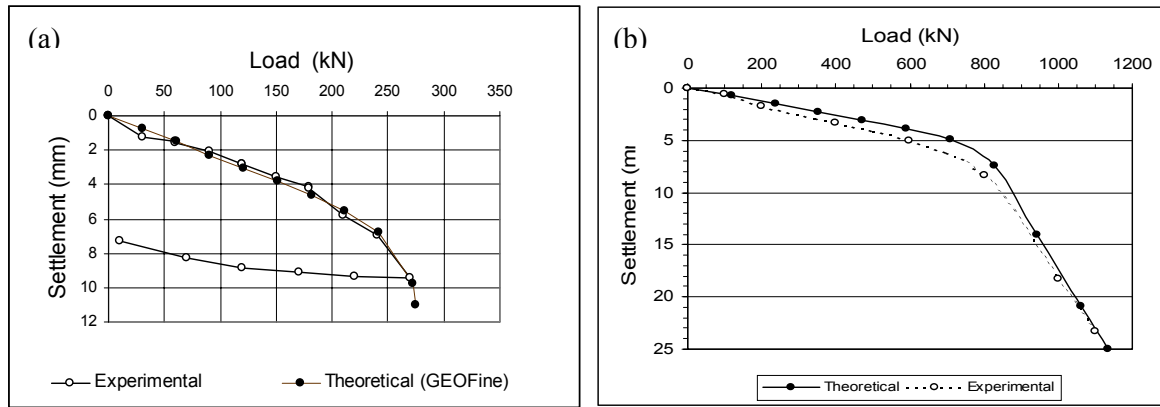 (a)
Load (kN)
0 50 100 150 200 250 300 350
0
2
4
6
8
10
12
Settlement (mm)
Experimental Theoretical (GEOFine)
(b)
Load (kN)
0 200 400 600 800 1000 1200
0
5
10
15
20
25
Settlement (mi
Theoretical Experimental